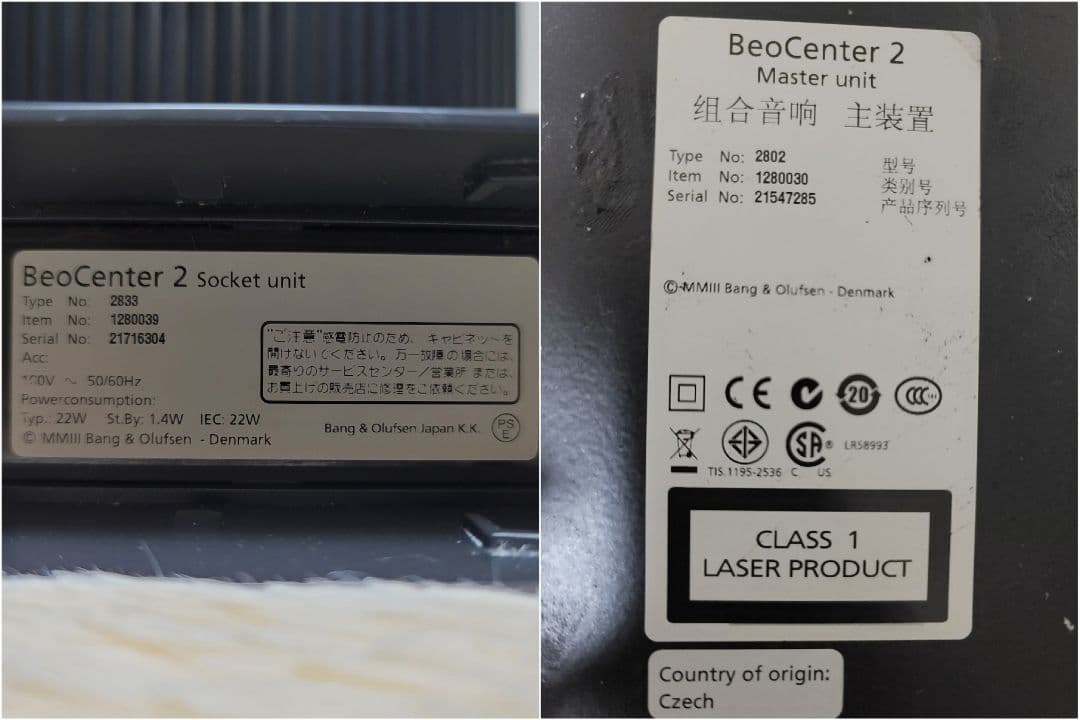 BeoCenter 2 Socket unit
Type No: 2833
Item No: 1280039
Serial No: 21716304
Acc:
100V ~ 50/60Hz
Powerconsumption:
Typ.: 22W St.By: 1.4W IEC: 22W
© MMIII Bang & Olufsen - Denmark
"ご注意"感電防止のため、キャビネットを
開けないでください。万一故障の場合には、
最寄りのサービスセンター／営業所 または、
お買上げの販売店に修理をご依頼ください。
Bang & Olufsen Japan K.K.
PS
E
BeoCenter 2
Master unit
组合音响 主装置
Type No: 2802 型号
Item No: 1280030 类别号
Serial No: 21547285 产品序列号
© MMIII Bang & Olufsen - Denmark
CE 20 CCC
TIS.1195-2536 SA® C US LR58993
CLASS 1
LASER PRODUCT
Country of origin:
Czech